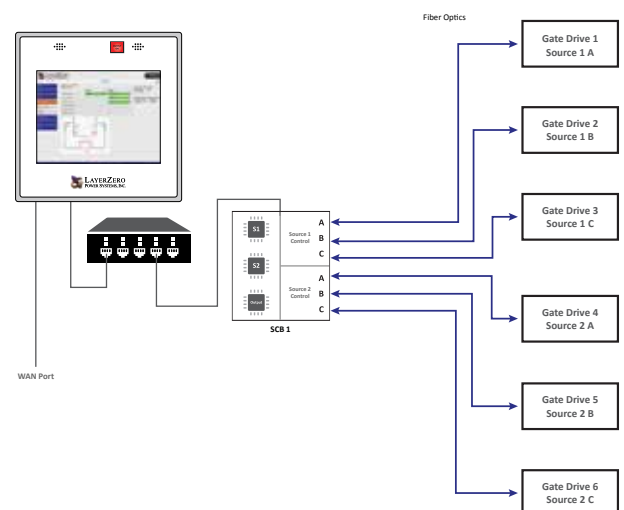 Fiber Optics
Gate Drive 1
Source 1 A
Gate Drive 2
Source 1 B
Gate Drive 3
Source 1 C
Gate Drive 4
Source 2 A
Gate Drive 5
Source 2 B
Gate Drive 6
Source 2 C
LAYERZERO
POWER SYSTEMS, INC.
S1
S2
Output
Source 1
Control
A
B
C
Source 2
Control
A
B
C
SCB 1
WAN Port